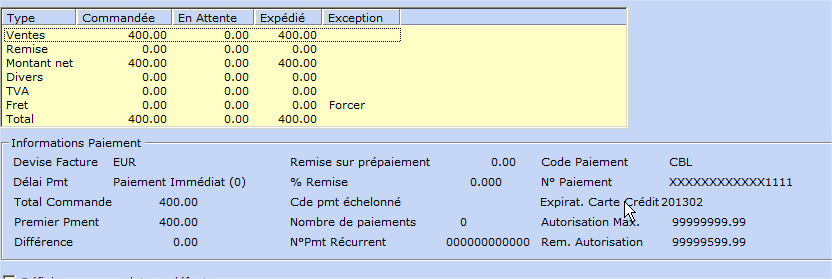 Type Commandée En Attente Expédié Exception
Ventes 400.00 0.00 400.00
Remise 0.00 0.00 0.00
Montant net 400.00 0.00 400.00
Divers 0.00 0.00 0.00
TVA 0.00 0.00 0.00
Fret 0.00 0.00 0.00 Forcer
Total 400.00 0.00 400.00
Informations Paiement
Devise Facture EUR Remise sur prépaiement 0.00 Code Paiement CBL
Délai Pmt Paiement Immédiat (0) % Remise 0.000 N° Paiement XXXXXXXXXXXX1111
Total Commande 400.00 Cde pmt échelonné Expirat. Carte Crédit 201302
Premier Pment 400.00 Nombre de paiements 0 Autorisation Max. 99999999.99
Différence 0.00 N°Pmt Récurrent 000000000000 Rem. Autorisation 99999599.99